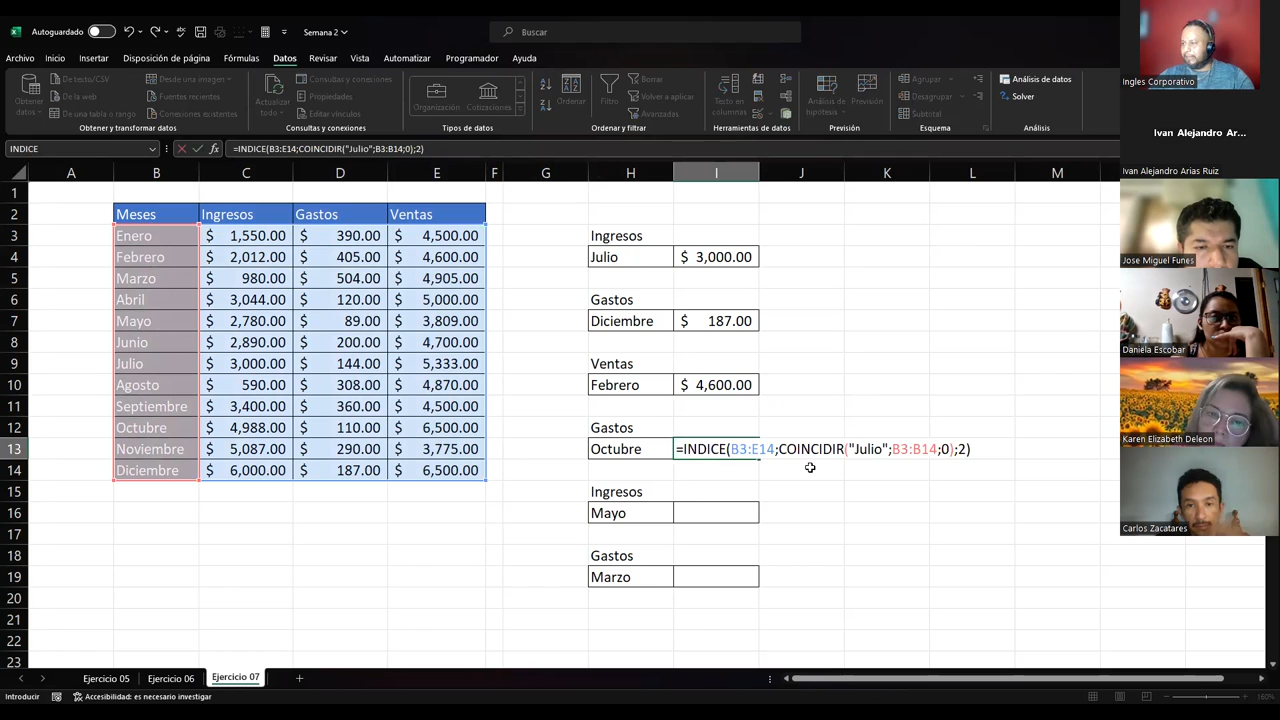 Autoguardado
Semana 2
Buscar
Archivo Inicio Insertar Disposición de página Fórmulas Datos Revisar Vista Automatizar Programador Ayuda
Obtener datos
De texto/CSV
De la web
De una tabla o rango
Desde una imagen
Fuentes recientes
Conexiones existentes
Obtener y transformar datos
Actualizar todo
Consultas y conexiones
Propiedades
Editar vínculos
Consultas y conexiones
Organización
Cotizaciones
Tipos de datos
Ordenar
Filtro
Borrar
Volver a aplicar
Avanzadas
Ordenar y filtrar
Texto en columnas
Herramientas de datos
Análisis de hipótesis
Previsión
Previsión
Agrupar
Desagrupar
Subtotal
Esquema
Análisis de datos
Solver
Análisis
INDICE
fx
=INDICE(B3:E14;COINCIDIR("Julio";B3:B14;0);2)
A B C D E F G H I J K L M
1
2 Meses Ingresos Gastos Ventas
3 Enero $ 1,550.00 $ 390.00 $ 4,500.00 Ingresos
4 Febrero $ 2,012.00 $ 405.00 $ 4,600.00 Julio $ 3,000.00
5 Marzo $ 980.00 $ 504.00 $ 4,905.00
6 Abril $ 3,044.00 $ 120.00 $ 5,000.00 Gastos
7 Mayo $ 2,780.00 $ 89.00 $ 3,809.00 Diciembre $ 187.00
8 Junio $ 2,890.00 $ 200.00 $ 4,700.00
9 Julio $ 3,000.00 $ 144.00 $ 5,333.00 Ventas
10 Agosto $ 590.00 $ 308.00 $ 4,870.00 Febrero $ 4,600.00
11 Septiembre $ 3,400.00 $ 360.00 $ 4,500.00
12 Octubre $ 4,988.00 $ 110.00 $ 6,500.00 Gastos
13 Noviembre $ 5,087.00 $ 290.00 $ 3,775.00 Octubre =INDICE(B3:E14;COINCIDIR("Julio";B3:B14;0);2)
14 Diciembre $ 6,000.00 $ 187.00 $ 6,500.00
15 Ingresos
16 Mayo
17
18 Gastos
19 Marzo
20
21
22
23
Ejercicio 05 Ejercicio 06 Ejercicio 07
Introducir
Accesibilidad: es necesario investigar
160%
Ingles Corporativo
Ivan Alejandro Ar...
Ivan Alejandro Arias Ruiz
Jose Miguel Funes
Daniela Escobar
Karen Elizabeth Deleon
Carlos Zacatares